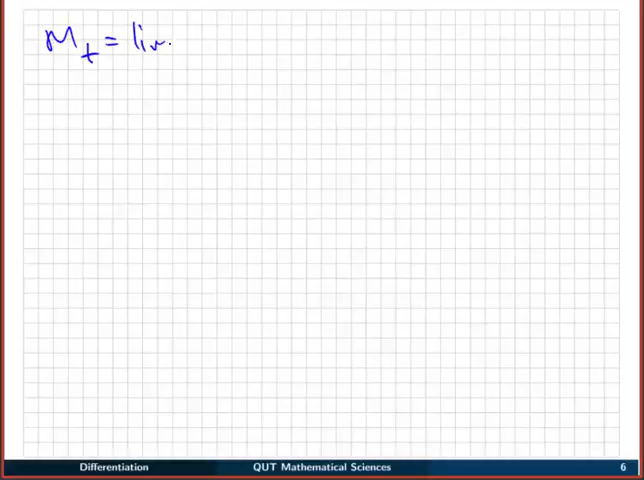 M_t = lim
Differentiation QUT Mathematical Sciences 6